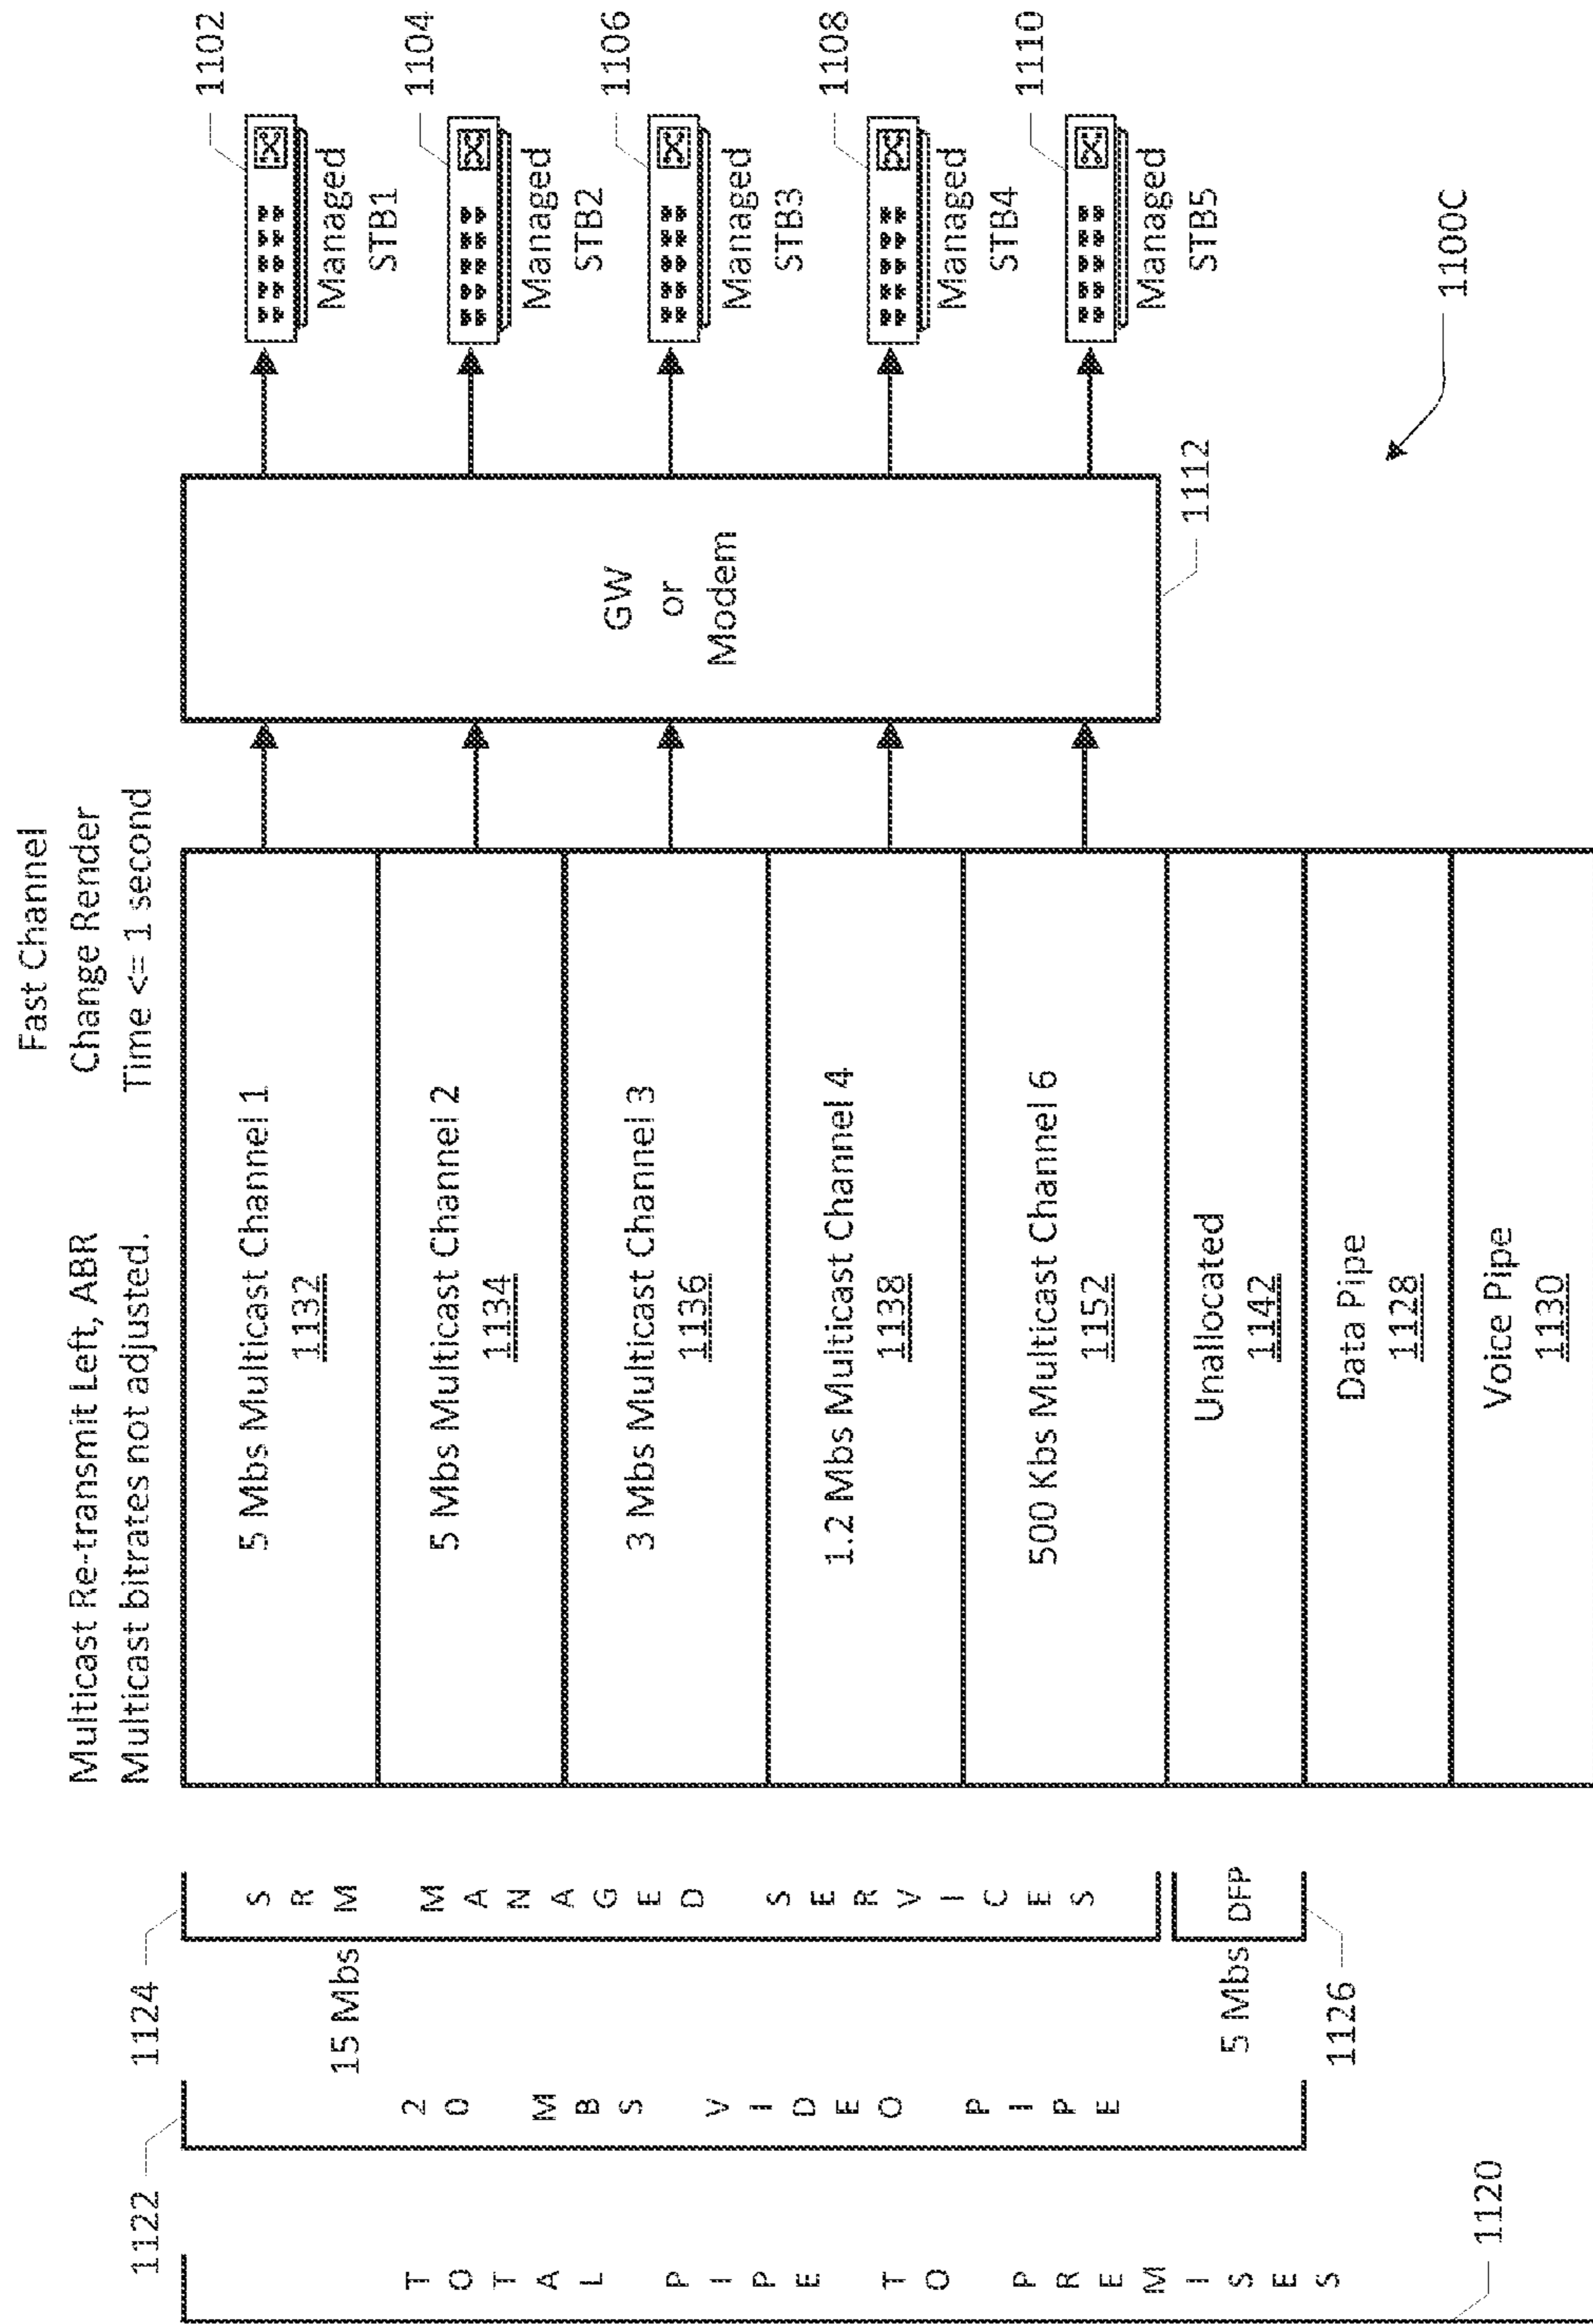 TOTAL PIPE TO PREMISES
1120
1122
20 MBS VIDEO PIPE
1124
SRM MANAGED SERVICES
15 Mbs
5 Mbs DFP
1126
Multicast Re-transmit Left, ABR
Multicast bitrates not adjusted.
Fast Channel
Change Render
Time <= 1 second
5 Mbs Multicast Channel 1
1132
5 Mbs Multicast Channel 2
1134
3 Mbs Multicast Channel 3
1136
1.2 Mbs Multicast Channel 4
1138
500 Kbs Multicast Channel 6
1152
Unallocated
1142
Data Pipe
1128
Voice Pipe
1130
GW
or
Modem
1112
1102
Managed
STB1
1104
Managed
STB2
1106
Managed
STB3
1108
Managed
STB4
1110
Managed
STB5
1100C